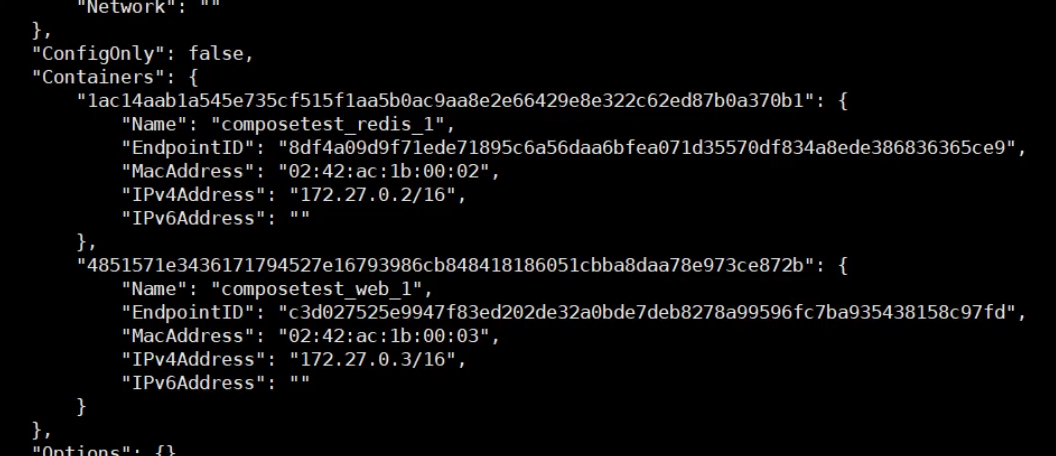 "Network": ""
},
"ConfigOnly": false,
"Containers": {
"1ac14aab1a545e735cf515f1aa5b0ac9aa8e2e66429e8e322c62ed87b0a370b1": {
"Name": "composetest_redis_1",
"EndpointID": "8df4a09d9f71ede71895c6a56daa6bfea071d35570df834a8ede386836365ce9",
"MacAddress": "02:42:ac:1b:00:02",
"IPv4Address": "172.27.0.2/16",
"IPv6Address": ""
},
"4851571e3436171794527e16793986cb848418186051cbba8daa78e973ce872b": {
"Name": "composetest_web_1",
"EndpointID": "c3d027525e9947f83ed202de32a0bde7deb8278a99596fc7ba935438158c97fd",
"MacAddress": "02:42:ac:1b:00:03",
"IPv4Address": "172.27.0.3/16",
"IPv6Address": ""
}
},
"Options": {}